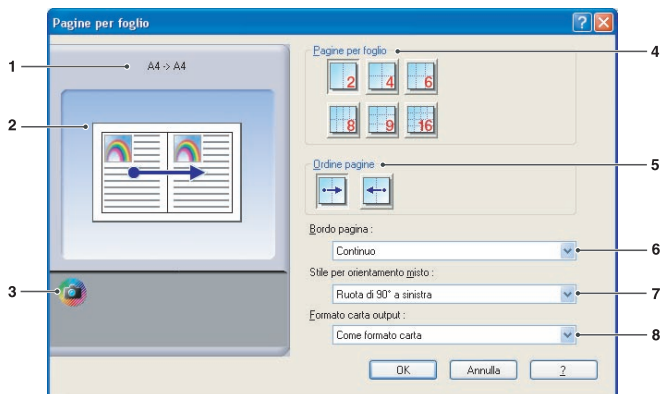 Pagine per foglio
?
1
A4 -> A4
2
3
Pagine per foglio
4
2
4
6
8
9
16
Ordine pagine
5
Bordo pagina :
Continuo
6
Stile per orientamento misto :
Ruota di 90° a sinistra
7
Formato carta output :
Come formato carta
8
OK
Annulla
?